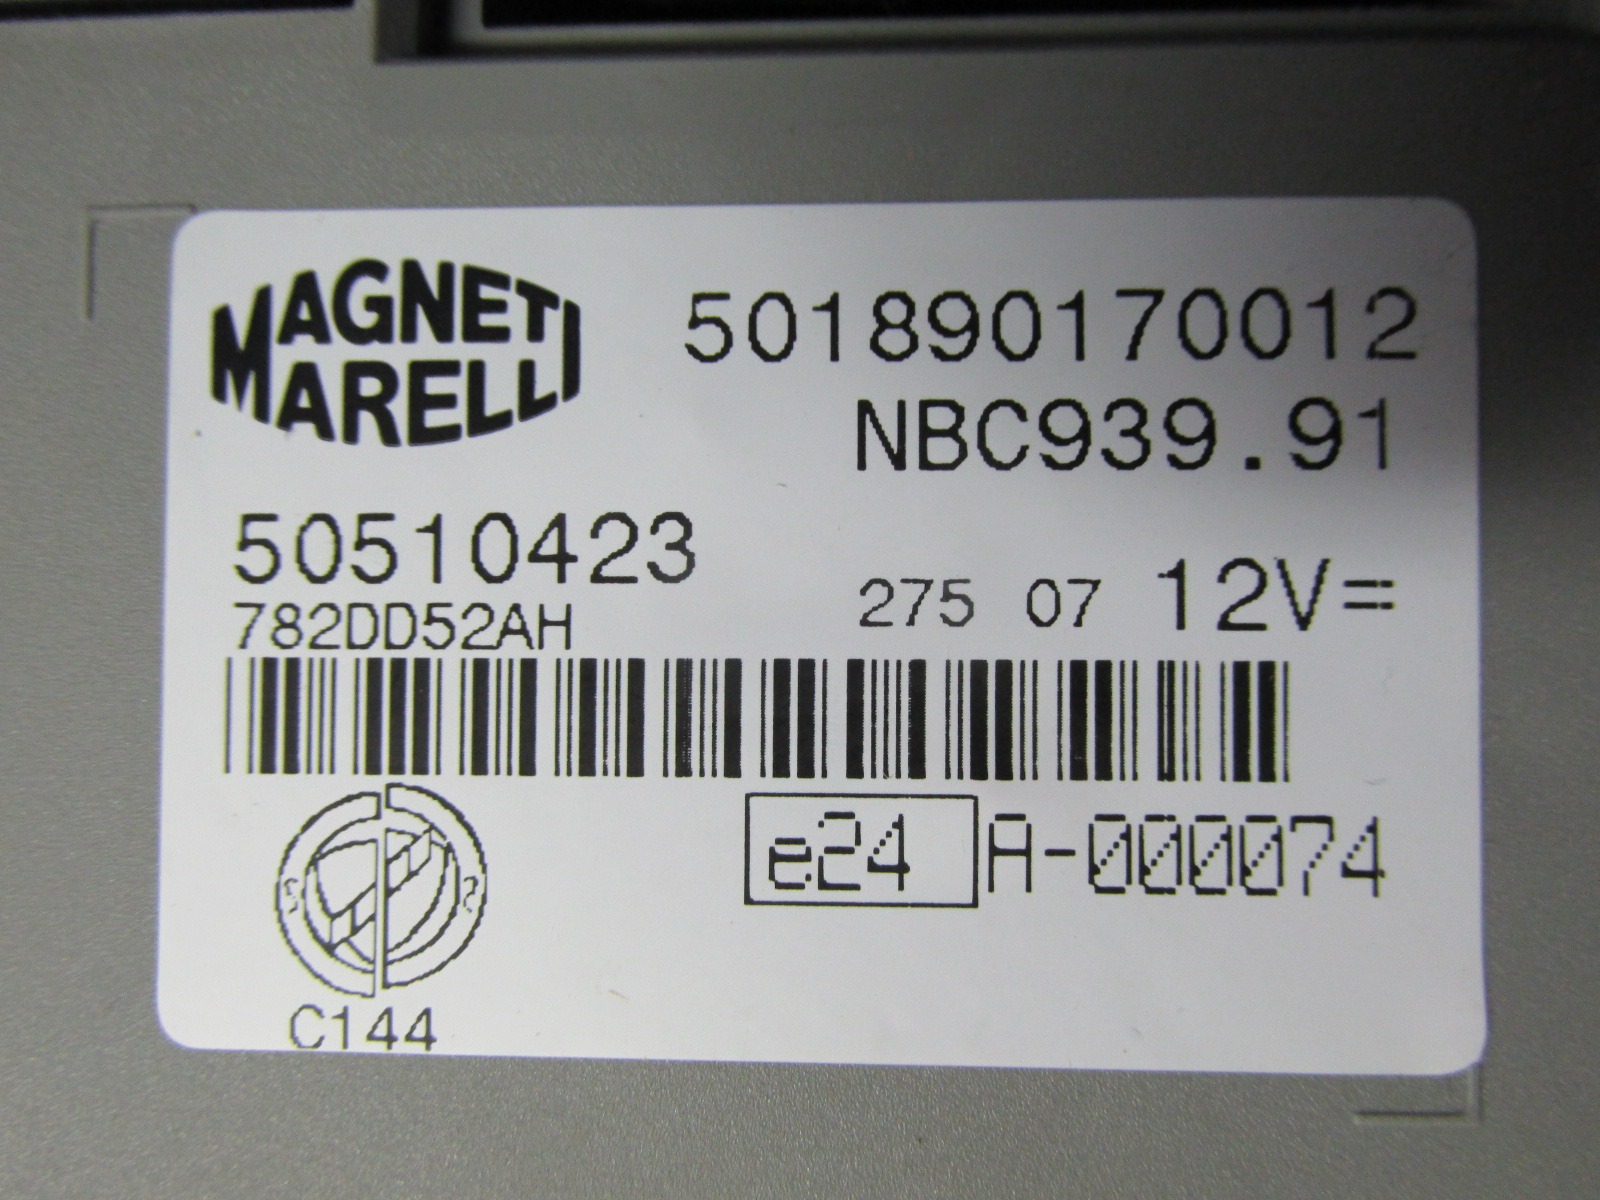 MAGNETI
MARELLI
501890170012
NBC939.91
50510423
275 07 12V=
782DD52AH
e24 A-000074
C144